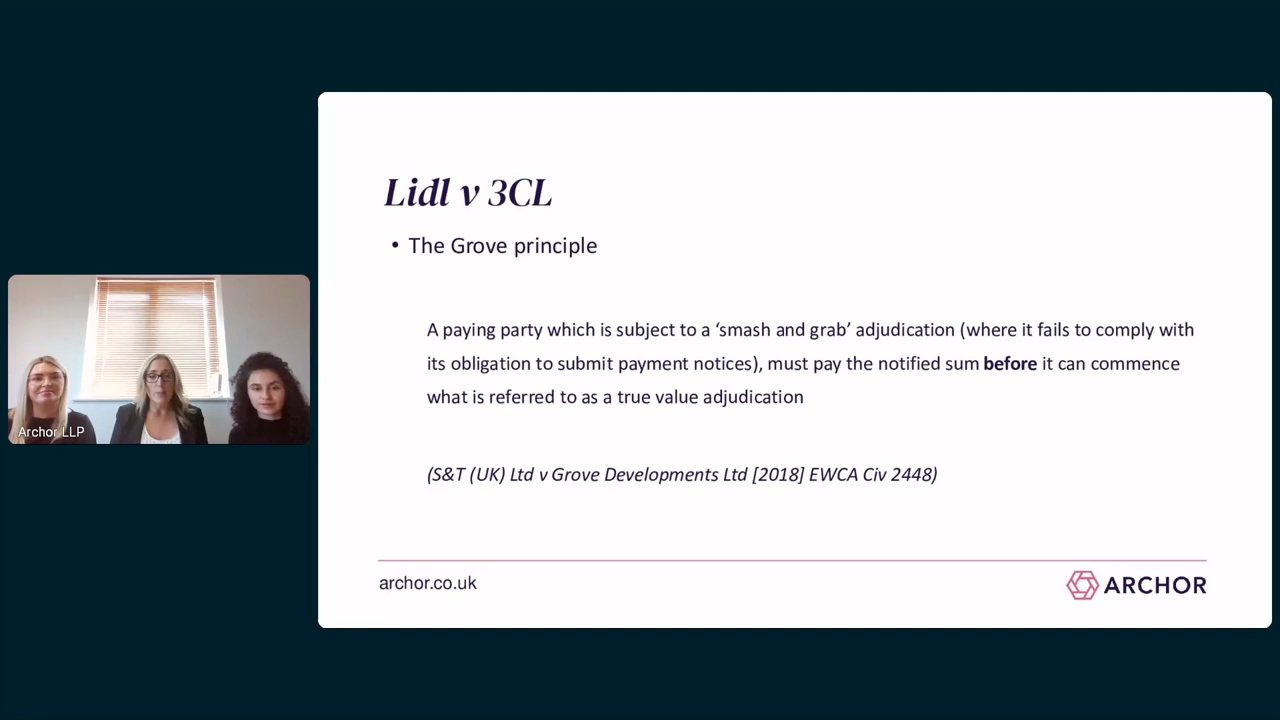 Lidl v 3CL
• The Grove principle
A paying party which is subject to a ‘smash and grab’ adjudication (where it fails to comply with
its obligation to submit payment notices), must pay the notified sum before it can commence
what is referred to as a true value adjudication
(S&T (UK) Ltd v Grove Developments Ltd [2018] EWCA Civ 2448)
archor.co.uk
ARCHOR
Archor LLP